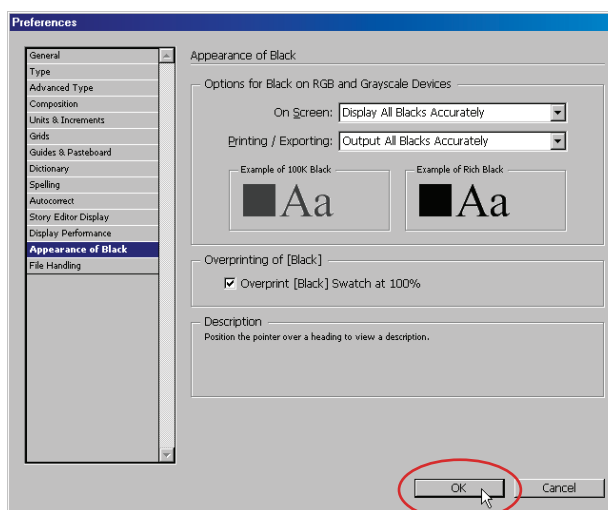 Preferences
General
Type
Advanced Type
Composition
Units & Increments
Grids
Guides & Pasteboard
Dictionary
Spelling
Autocorrect
Story Editor Display
Display Performance
Appearance of Black
File Handling
Appearance of Black
Options for Black on RGB and Grayscale Devices
On Screen: Display All Blacks Accurately
Printing / Exporting: Output All Blacks Accurately
Example of 100K Black
Aa
Example of Rich Black
Aa
Overprinting of [Black]
Overprint [Black] Swatch at 100%
Description
Position the pointer over a heading to view a description.
OK
Cancel